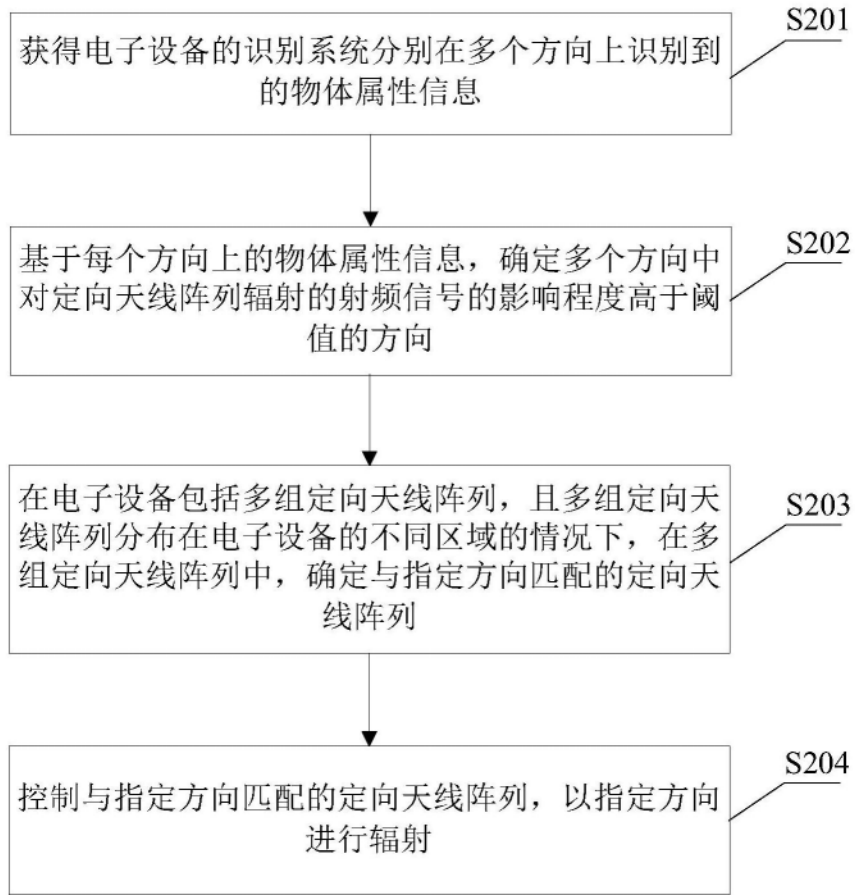 S201
获得电子设备的识别系统分别在多个方向上识别到
的物体属性信息
S202
基于每个方向上的物体属性信息，确定多个方向中
对定向天线阵列辐射的射频信号的影响程度高于阈
值的方向
S203
在电子设备包括多组定向天线阵列，且多组定向天
线阵列分布在电子设备的不同区域的情况下，在多
组定向天线阵列中，确定与指定方向匹配的定向天
线阵列
S204
控制与指定方向匹配的定向天线阵列，以指定方向
进行辐射